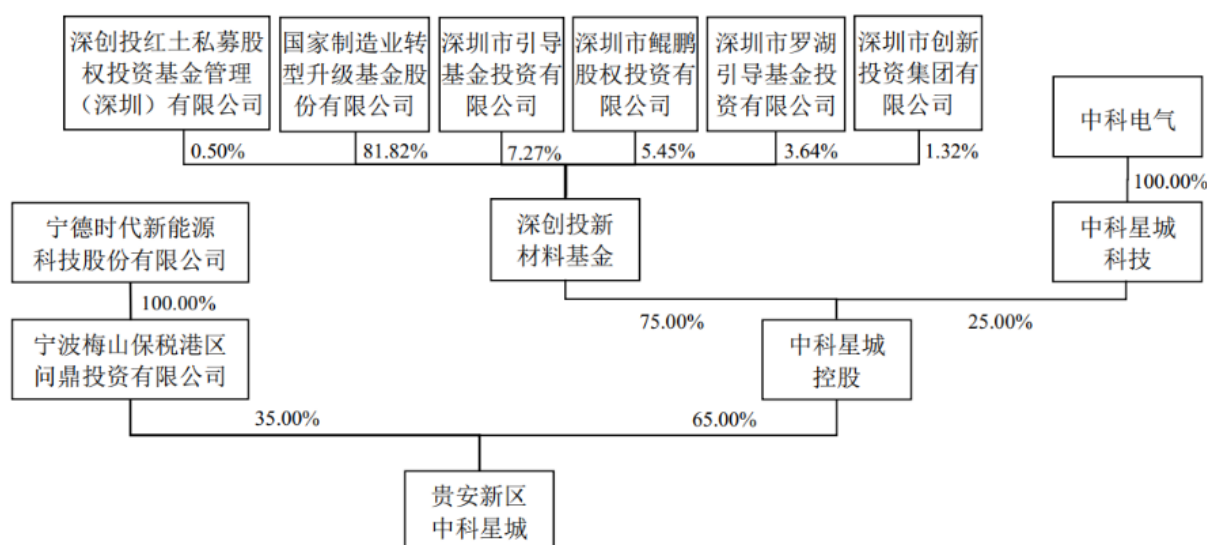 深创投红土私募股
权投资基金管理
（深圳）有限公司
国家制造业转
型升级基金股
份有限公司
深圳市引导
基金投资有
限公司
深圳市鲲鹏
股权投资有
限公司
深圳市罗湖
引导基金投
资有限公司
深圳市创新
投资集团有
限公司
中科电气
0.50%
81.82%
7.27%
5.45%
3.64%
1.32%
100.00%
宁德时代新能源
科技股份有限公司
深创投新
材料基金
中科星城
科技
100.00%
75.00%
25.00%
宁波梅山保税港区
问鼎投资有限公司
中科星城
控股
35.00%
65.00%
贵安新区
中科星城